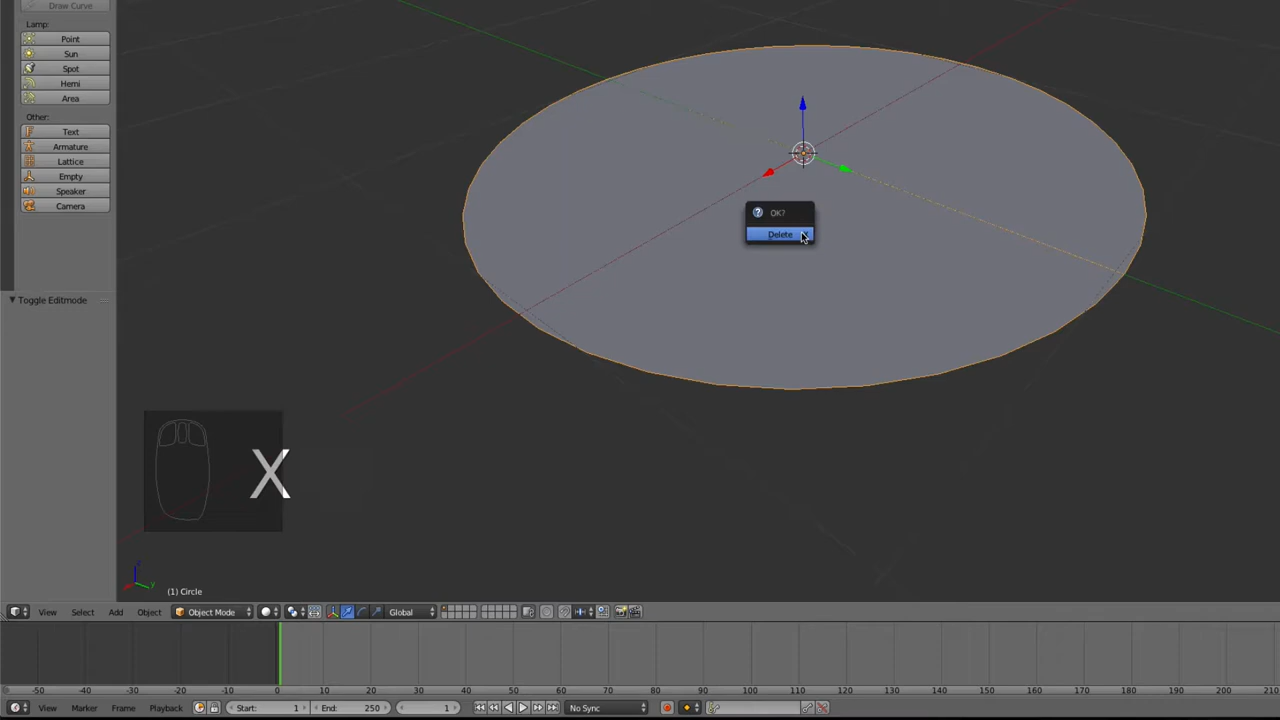 Draw Curve
Lamp:
Point
Sun
Spot
Hemi
Area
Other:
Text
Armature
Lattice
Empty
Speaker
Camera
Toggle Editmode
OK?
Delete
X
(1) Circle
View Select Add Object Object Mode Global
-50 -40 -30 -20 -10 0 10 20 30 40 50 60 70 80 90 100 110 120 130 140 150 160 170 180 190 200 210
View Marker Frame Playback Start: 1 End: 250 1 No Sync